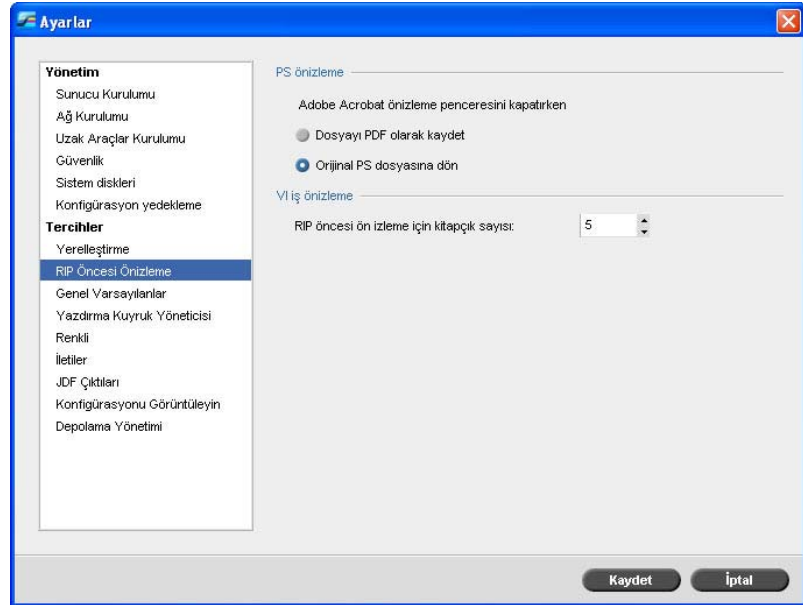 Ayarlar
Yönetim
Sunucu Kurulumu
Ağ Kurulumu
Uzak Araçlar Kurulumu
Güvenlik
Sistem diskleri
Konfigürasyon yedekleme
Tercihler
Yerelleştirme
RIP Öncesi Önizleme
Genel Varsayılanlar
Yazdırma Kuyruk Yöneticisi
Renkli
İletiler
JDF Çıktıları
Konfigürasyonu Görüntüleyin
Depolama Yönetimi
PS önizleme
Adobe Acrobat önizleme penceresini kapatırken
Dosyayı PDF olarak kaydet
Orijinal PS dosyasına dön
VI iş önizleme
RIP öncesi ön izleme için kitapçık sayısı: 5
Kaydet İptal